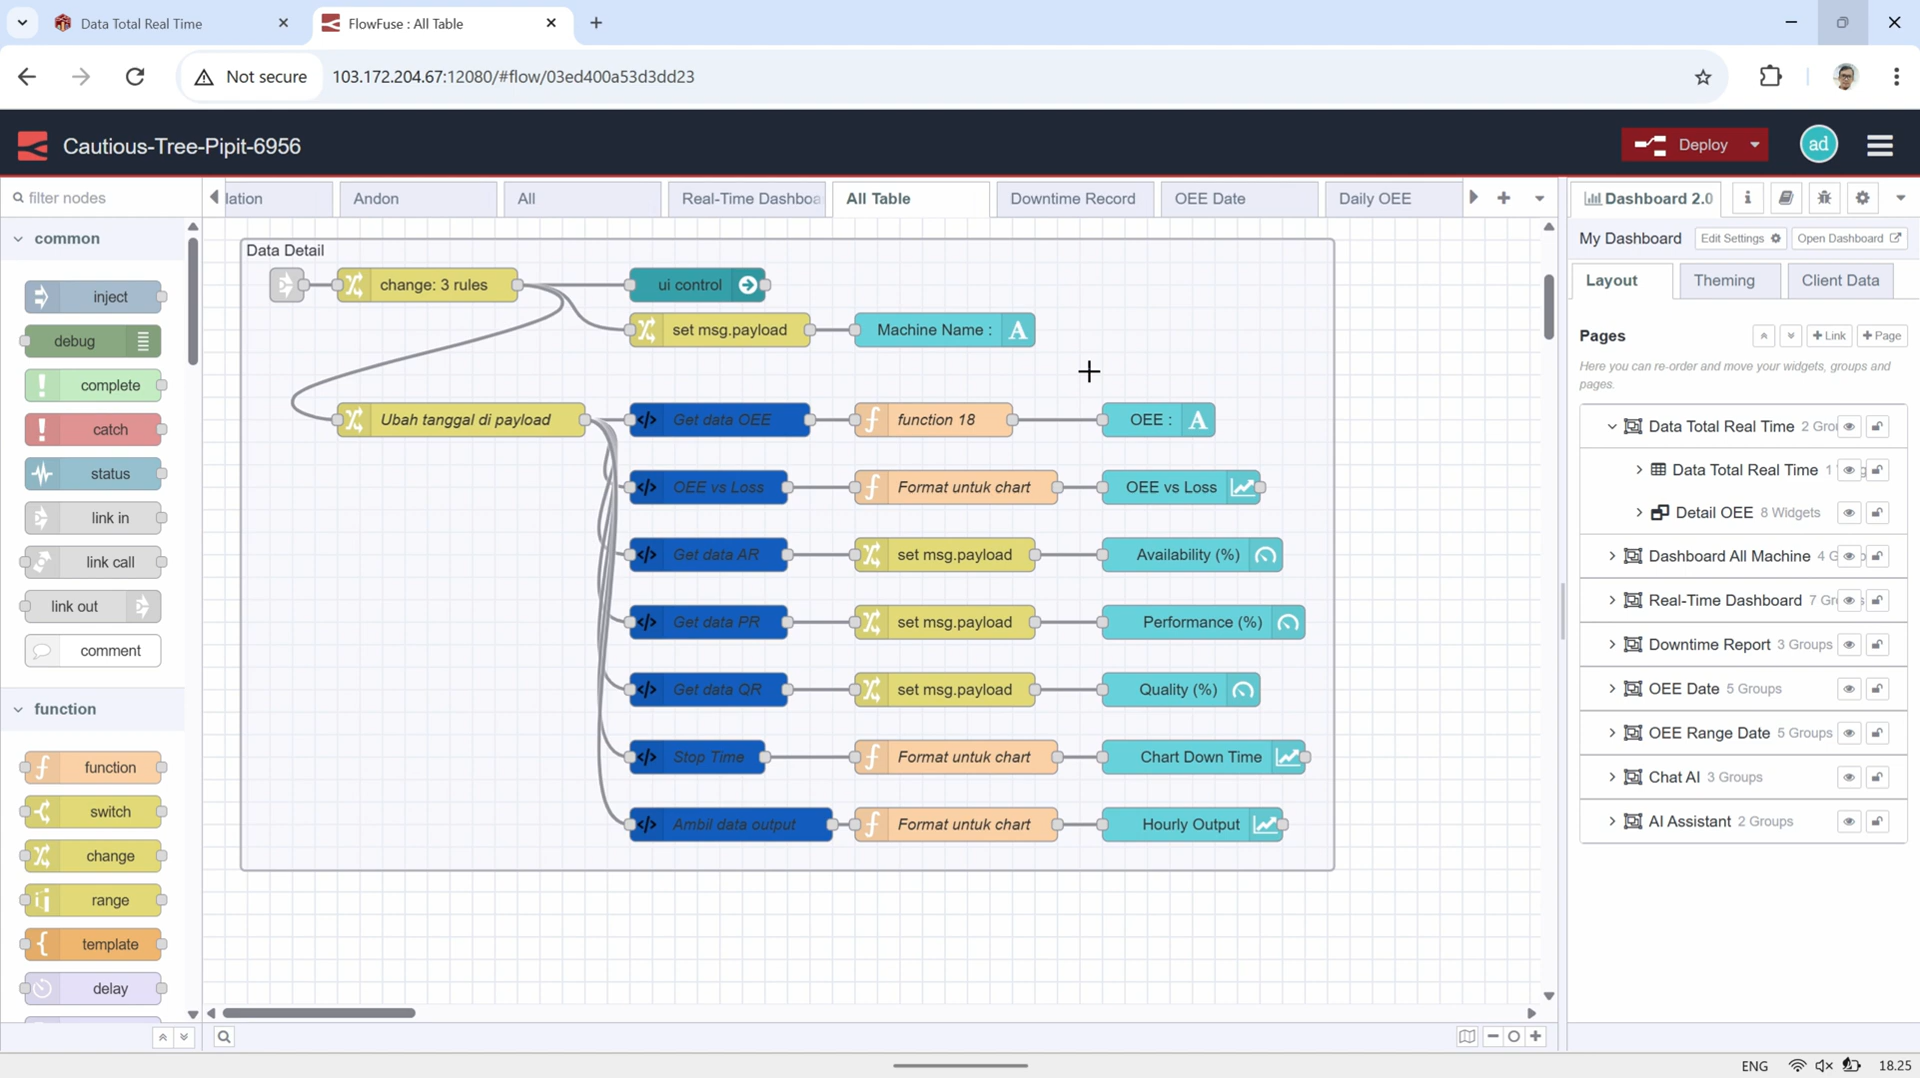 Data Total Real Time
FlowFuse : All Table
Not secure
103.172.204.67:12080/#flow/03ed400a53d3dd23
Cautious-Tree-Pipit-6956
Deploy
ad
filter nodes
lation
Andon
All
Real-Time Dashboa
All Table
Downtime Record
OEE Date
Daily OEE
Dashboard 2.0
common
inject
debug
complete
catch
status
link in
link call
link out
comment
function
function
switch
change
range
template
delay
Data Detail
change: 3 rules
ui control
set msg.payload
Machine Name :
Ubah tanggal di payload
Get data OEE
function 18
OEE :
OEE vs Loss
Format untuk chart
OEE vs Loss
Get data AR
set msg.payload
Availability (%)
Get data PR
set msg.payload
Performance (%)
Get data QR
set msg.payload
Quality (%)
Stop Time
Format untuk chart
Chart Down Time
Ambil data output
Format untuk chart
Hourly Output
My Dashboard
Edit Settings
Open Dashboard
Layout
Theming
Client Data
Pages
Link
Page
Here you can re-order and move your widgets, groups and
pages.
Data Total Real Time 2 Gro
Data Total Real Time 1
Detail OEE 8 Widgets
Dashboard All Machine 4 G
Real-Time Dashboard 7 Gr
Downtime Report 3 Groups
OEE Date 5 Groups
OEE Range Date 5 Groups
Chat AI 3 Groups
AI Assistant 2 Groups
ENG
18.25